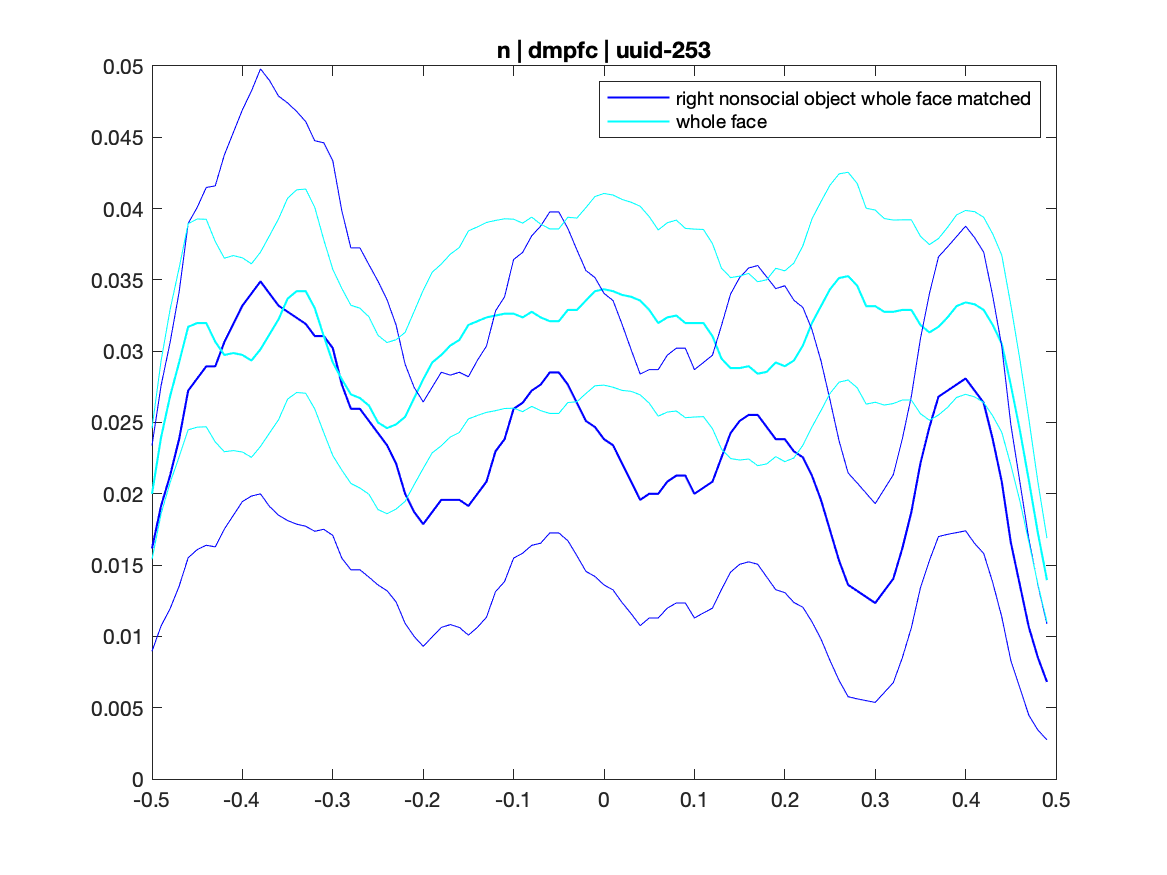 n | dmpfc | uuid-253
right nonsocial object whole face matched
whole face
0.05
0.045
0.04
0.035
0.03
0.025
0.02
0.015
0.01
0.005
0
-0.5 -0.4 -0.3 -0.2 -0.1 0 0.1 0.2 0.3 0.4 0.5